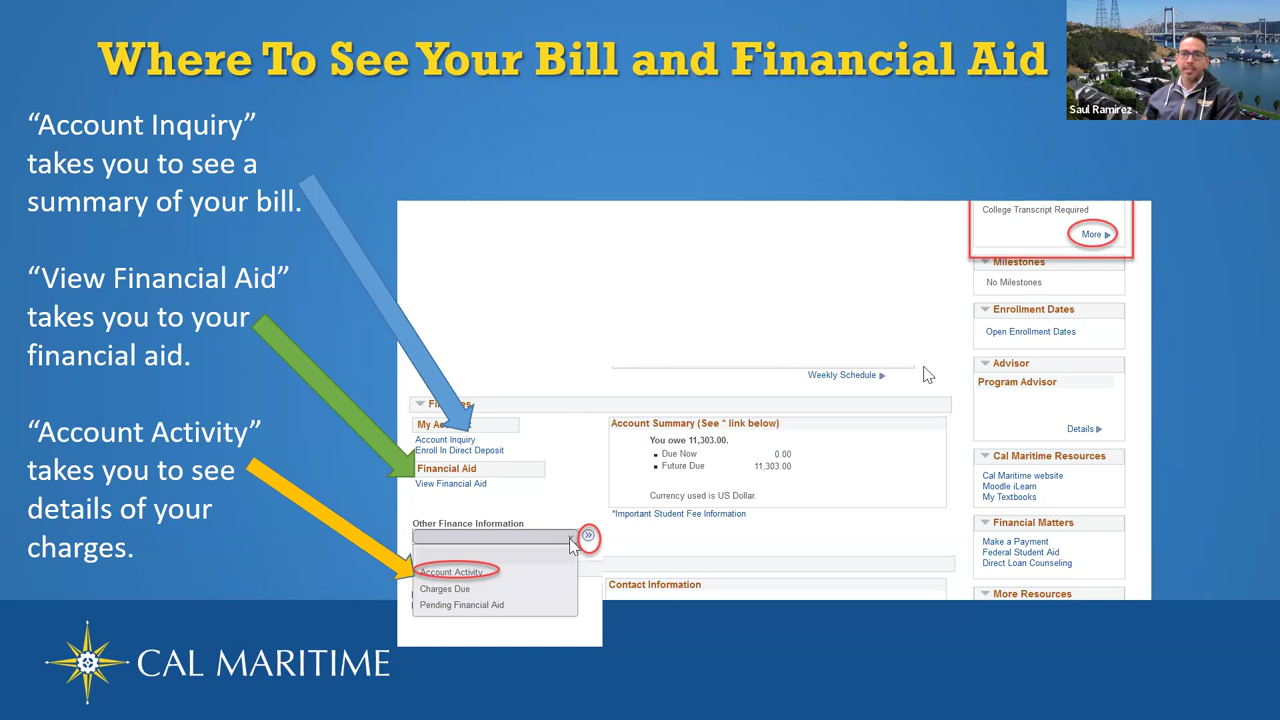 Where To See Your Bill and Financial Aid
Saul Ramirez
“Account Inquiry”
takes you to see a
summary of your bill.
“View Financial Aid”
takes you to your
financial aid.
“Account Activity”
takes you to see
details of your
charges.
College Transcript Required
More
Milestones
No Milestones
Enrollment Dates
Open Enrollment Dates
Advisor
Program Advisor
Details
Cal Maritime Resources
Cal Maritime website
Moodle iLearn
My Textbooks
Financial Matters
Make a Payment
Federal Student Aid
Direct Loan Counseling
More Resources
Weekly Schedule
My
Account Inquiry
Enroll In Direct Deposit
Financial Aid
View Financial Aid
Account Summary (See * link below)
You owe 11,303.00.
Due Now 0.00
Future Due 11,303.00
Currency used is US Dollar.
*Important Student Fee Information
Other Finance Information
Account Activity
Charges Due
Pending Financial Aid
Contact Information
CAL MARITIME